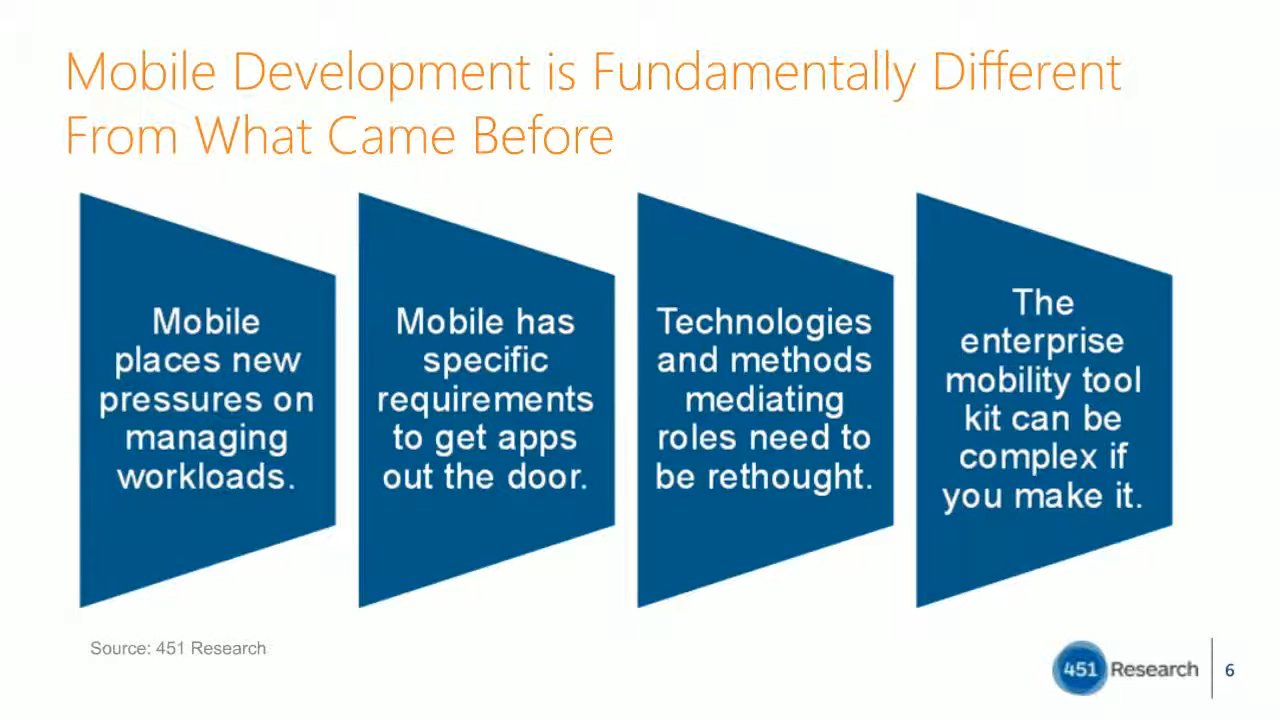 Mobile Development is Fundamentally Different
From What Came Before
Mobile
places new
pressures on
managing
workloads.
Mobile has
specific
requirements
to get apps
out the door.
Technologies
and methods
mediating
roles need to
be rethought.
The
enterprise
mobility tool
kit can be
complex if
you make it.
Source: 451 Research
451 Research
6